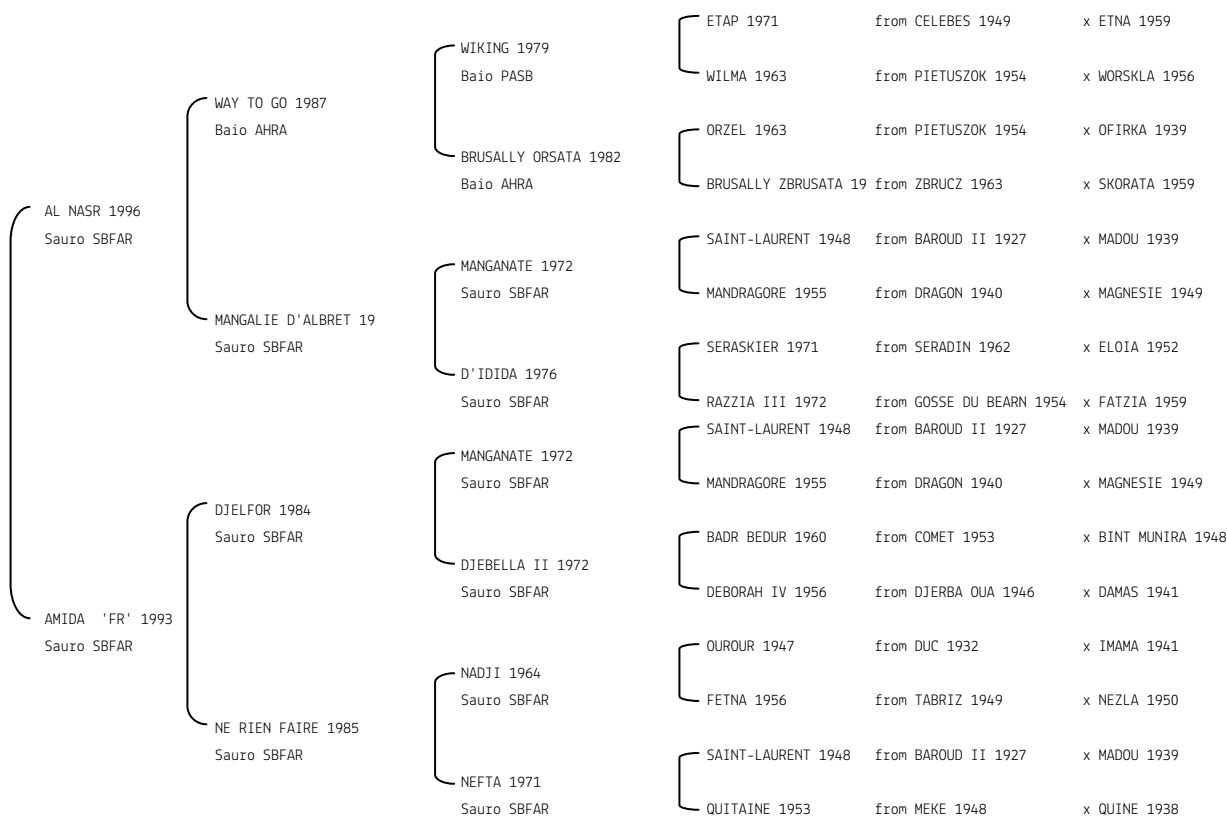 ETAP 1971 from CELEBES 1949 x ETNA 1959
WIKING 1979
Baio PASB
WILMA 1963 from PIETUSZOK 1954 x WORSKLA 1956
WAY TO GO 1987
Baio AHRA
ORZEL 1963 from PIETUSZOK 1954 x OFIRKA 1939
BRUSALLY ORSATA 1982
Baio AHRA
BRUSALLY ZBRUSATA 19 from ZBRUCZ 1963 x SKORATA 1959
AL NASR 1996
Sauro SBFAR
SAINT-LAURENT 1948 from BAROUD II 1927 x MADOU 1939
MANGANATE 1972
Sauro SBFAR
MANDRAGORE 1955 from DRAGON 1940 x MAGNESIE 1949
MANGALIE D'ALBRET 19
Sauro SBFAR
SERASKIER 1971 from SERADIN 1962 x ELOIA 1952
D'IDIDA 1976
Sauro SBFAR
RAZZIA III 1972 from GOSSE DU BEARN 1954 x FATZIA 1959
SAINT-LAURENT 1948 from BAROUD II 1927 x MADOU 1939
MANGANATE 1972
Sauro SBFAR
MANDRAGORE 1955 from DRAGON 1940 x MAGNESIE 1949
DJELFOR 1984
Sauro SBFAR
BADR BEDUR 1960 from COMET 1953 x BINT MUNIRA 1948
DJEBELLA II 1972
Sauro SBFAR
DEBORAH IV 1956 from DJERBA OUA 1946 x DAMAS 1941
AMIDA 'FR' 1993
Sauro SBFAR
OUROUR 1947 from DUC 1932 x IMAMA 1941
NADJI 1964
Sauro SBFAR
FETNA 1956 from TABRIZ 1949 x NEZLA 1950
NE RIEN FAIRE 1985
Sauro SBFAR
SAINT-LAURENT 1948 from BAROUD II 1927 x MADOU 1939
NEFTA 1971
Sauro SBFAR
QUITAINE 1953 from MEKE 1948 x QUINE 1938